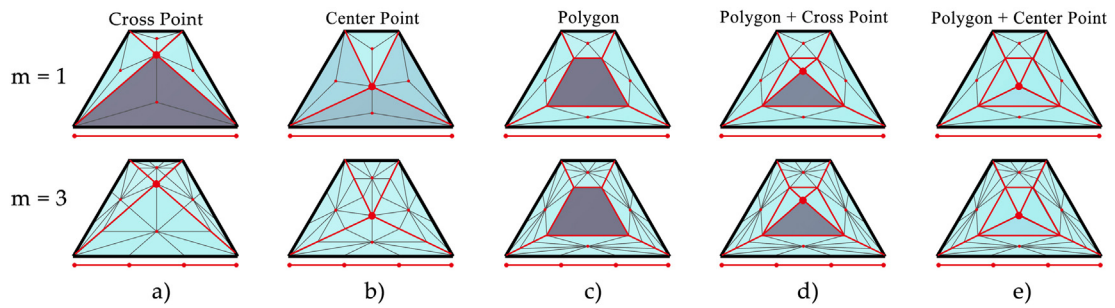 Cross Point
Center Point
Polygon
Polygon + Cross Point
Polygon + Center Point
m = 1
m = 3
a)
b)
c)
d)
e)